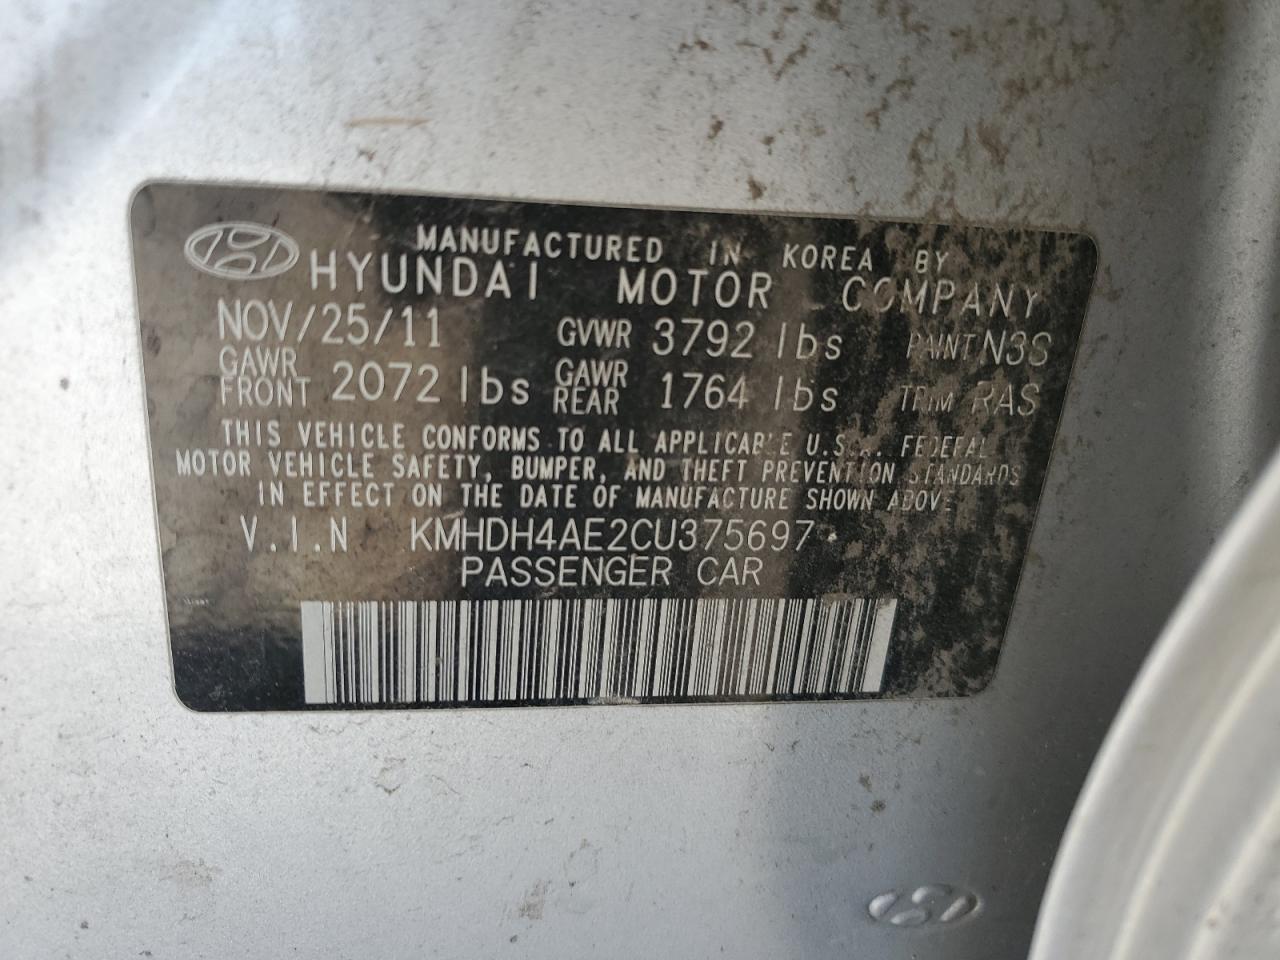 MANUFACTURED IN KOREA BY
HYUNDAI MOTOR COMPANY
NOV/25/11 GVWR 3792 lbs PAINT N3S
GAWR FRONT 2072 lbs GAWR REAR 1764 lbs TRIM RAS
THIS VEHICLE CONFORMS TO ALL APPLICABLE U.S.A. FEDERAL
MOTOR VEHICLE SAFETY, BUMPER, AND THEFT PREVENTION STANDARDS
IN EFFECT ON THE DATE OF MANUFACTURE SHOWN ABOVE.
V.I.N KMHDH4AE2CU375697
PASSENGER CAR